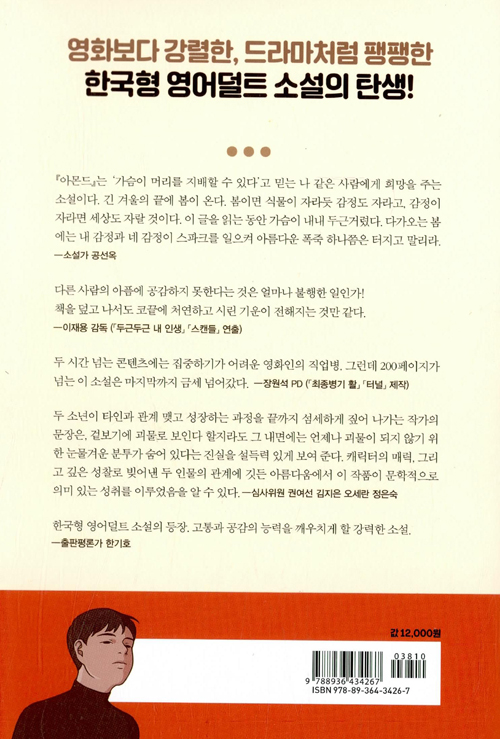 영화보다 강렬한, 드라마처럼 팽팽한
한국형 영어덜트 소설의 탄생!
『아몬드』는 ‘가슴이 머리를 지배할 수 있다’고 믿는 나 같은 사람에게 희망을 주는
소설이다. 긴 겨울의 끝에 봄이 온다. 봄이면 식물이 자라듯 감정도 자라고, 감정이
자라면 세상도 자랄 것이다. 이 글을 읽는 동안 가슴이 내내 두근거렸다. 다가오는 봄
에는 내 감정과 네 감정이 스파크를 일으켜 아름다운 폭죽 하나쯤은 터지고 말리라.
—소설가 공선옥
다른 사람의 아픔에 공감하지 못한다는 것은 얼마나 불행한 일인가!
책을 덮고 나서도 코끝에 처연하고 시린 기운이 전해지는 것만 같다.
—이재용 감독 (『두근두근 내 인생』 『스캔들』 연출)
두 시간 넘는 콘텐츠에는 집중하기가 어려운 영화인의 직업병. 그런데 200페이지가
넘는 이 소설은 마지막까지 금세 넘어갔다. —장원석 PD (『최종병기 활』 『터널』 제작)
두 소년이 타인과 관계 맺고 성장하는 과정을 끝까지 섬세하게 짚어 나가는 작가의
문장은, 겉보기에 괴물로 보인다 할지라도 그 내면에는 언제나 괴물이 되지 않기 위
한 눈물겨운 분투가 숨어 있다는 진실을 설득력 있게 보여 준다. 캐릭터의 매력, 그리
고 깊은 성찰로 빚어낸 두 인물의 관계에 깃든 아름다움에서 이 작품이 문학적으로
의미 있는 성취를 이루었음을 알 수 있다. —심사위원 권여선 김지은 오세란 정은숙
한국형 영어덜트 소설의 등장. 고통과 공감의 능력을 깨우치게 할 강력한 소설.
—출판평론가 한기호
값 12,000원
03810
9 788936 434267
ISBN 978-89-364-3426-7